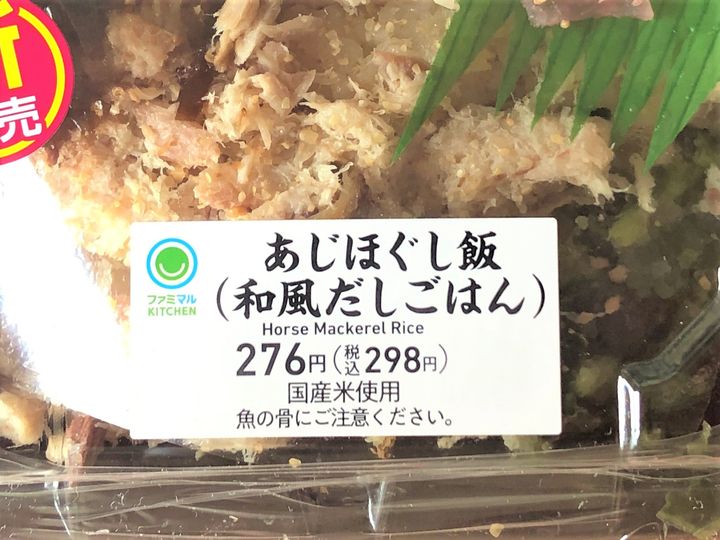 売
ファミマル
KITCHEN
あじほぐし飯
(和風だしごはん)
Horse Mackerel Rice
276円(税込298円)
国産米使用
魚の骨にご注意ください。